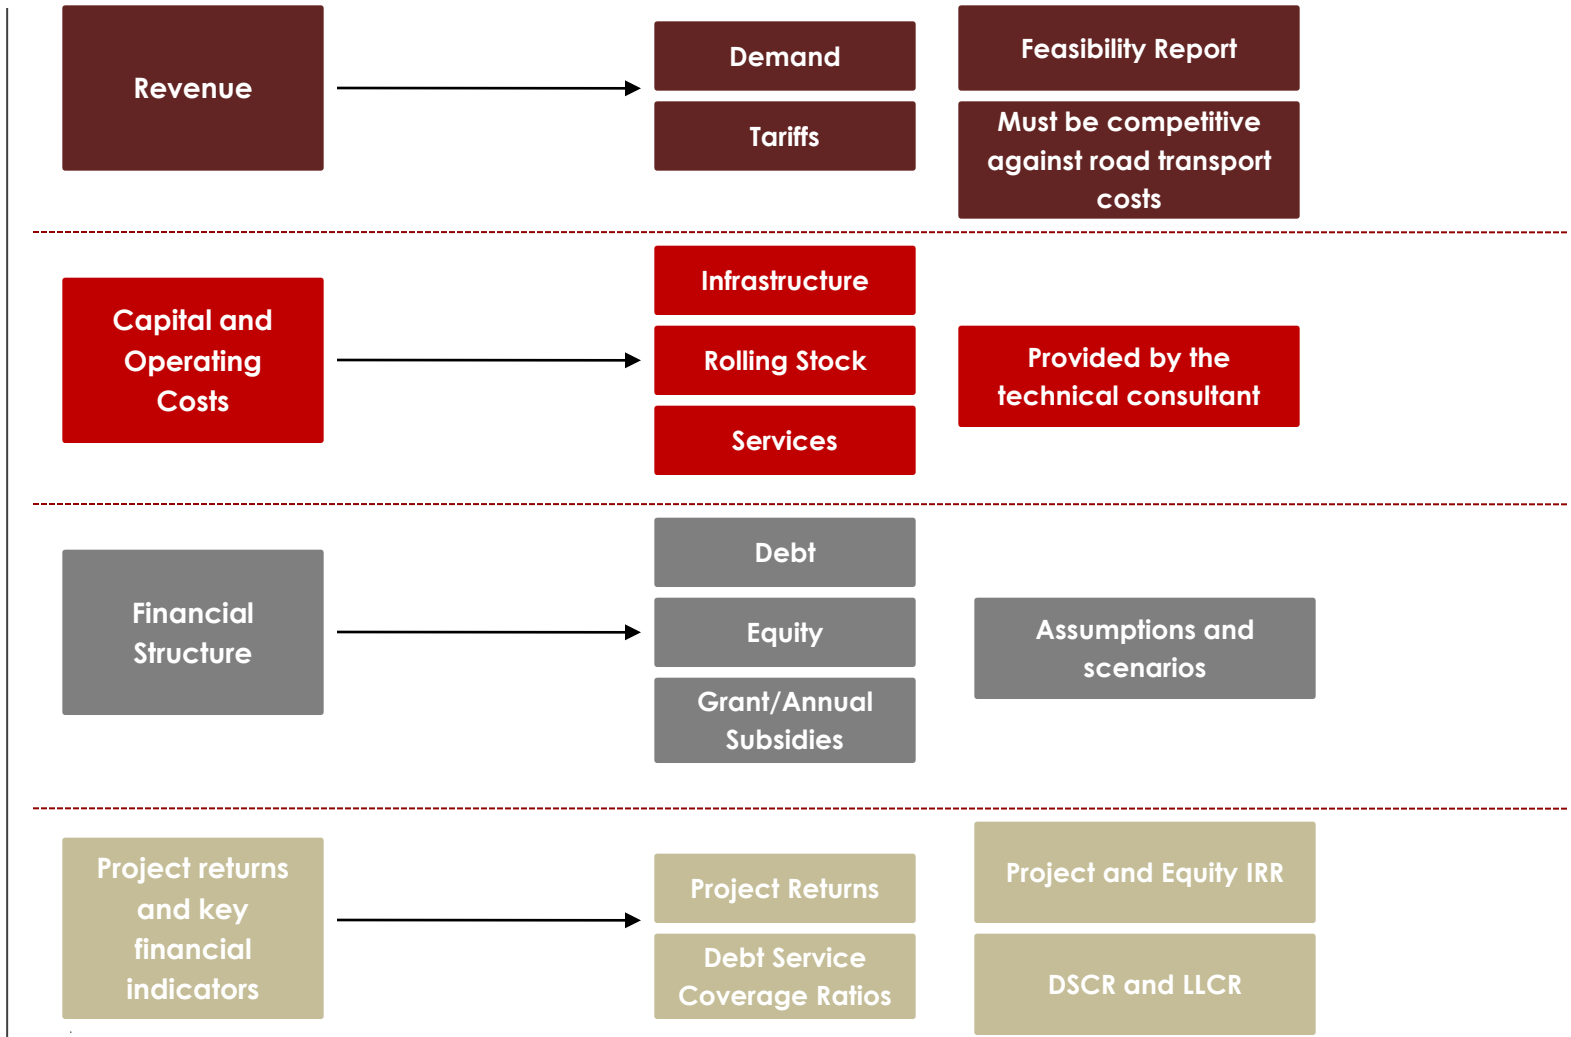 Revenue
Demand
Tariffs
Feasibility Report
Must be competitive
against road transport
costs
Capital and
Operating
Costs
Infrastructure
Rolling Stock
Services
Provided by the
technical consultant
Financial
Structure
Debt
Equity
Grant/Annual
Subsidies
Assumptions and
scenarios
Project returns
and key
financial
indicators
Project Returns
Debt Service
Coverage Ratios
Project and Equity IRR
DSCR and LLCR